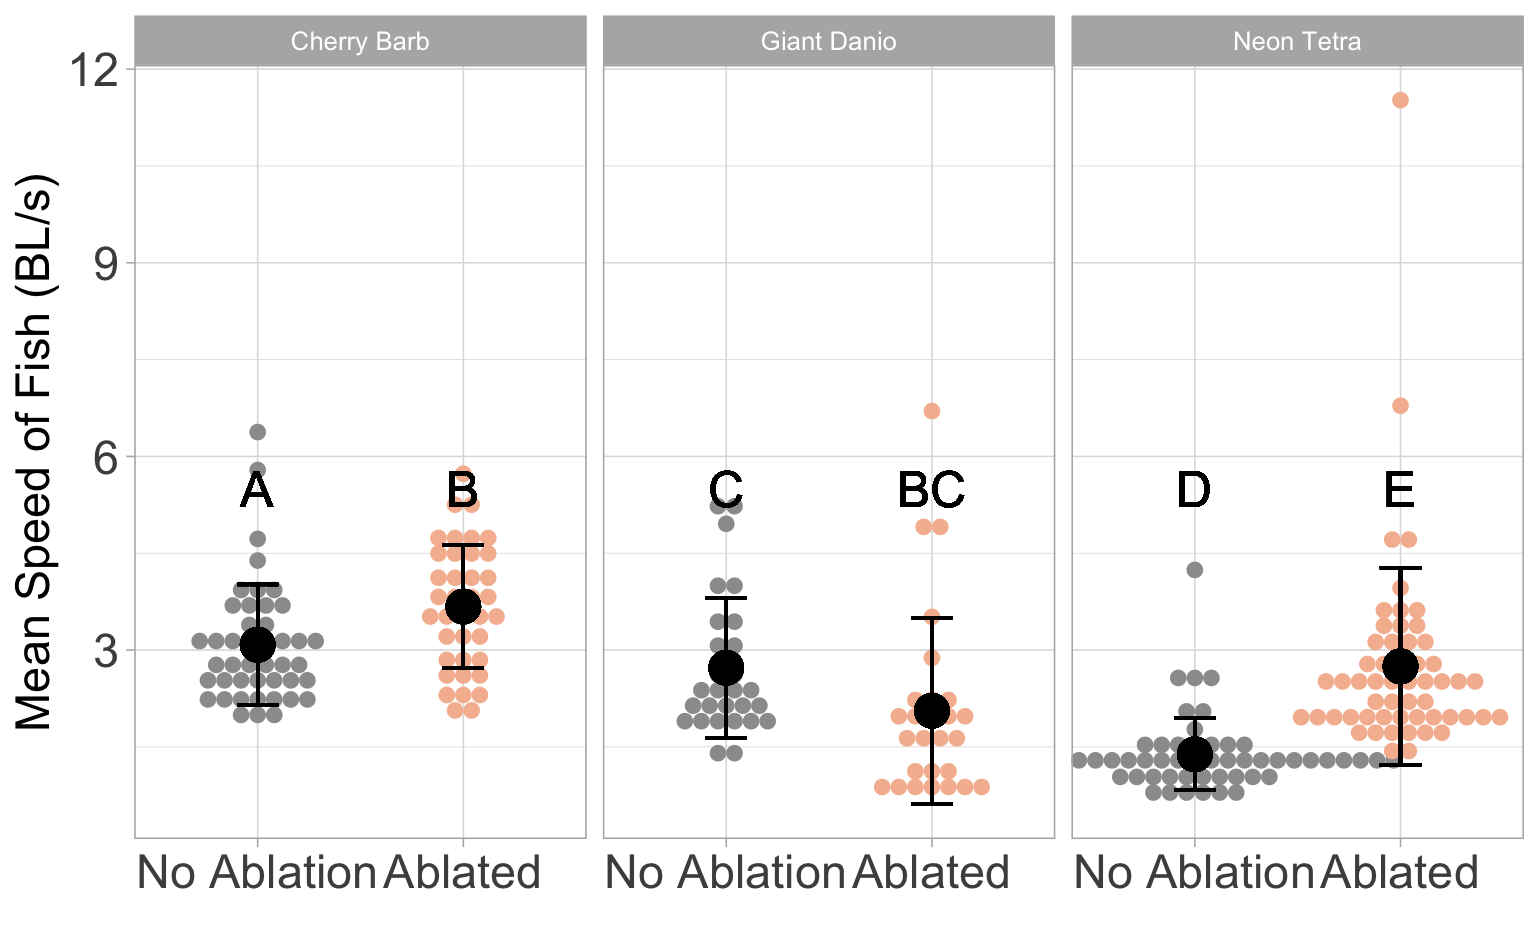 Cherry Barb
Giant Danio
Neon Tetra
12
9
6
3
Mean Speed of Fish (BL/s)
A
B
C
BC
D
E
No Ablation
Ablated
No Ablation
Ablated
No Ablation
Ablated